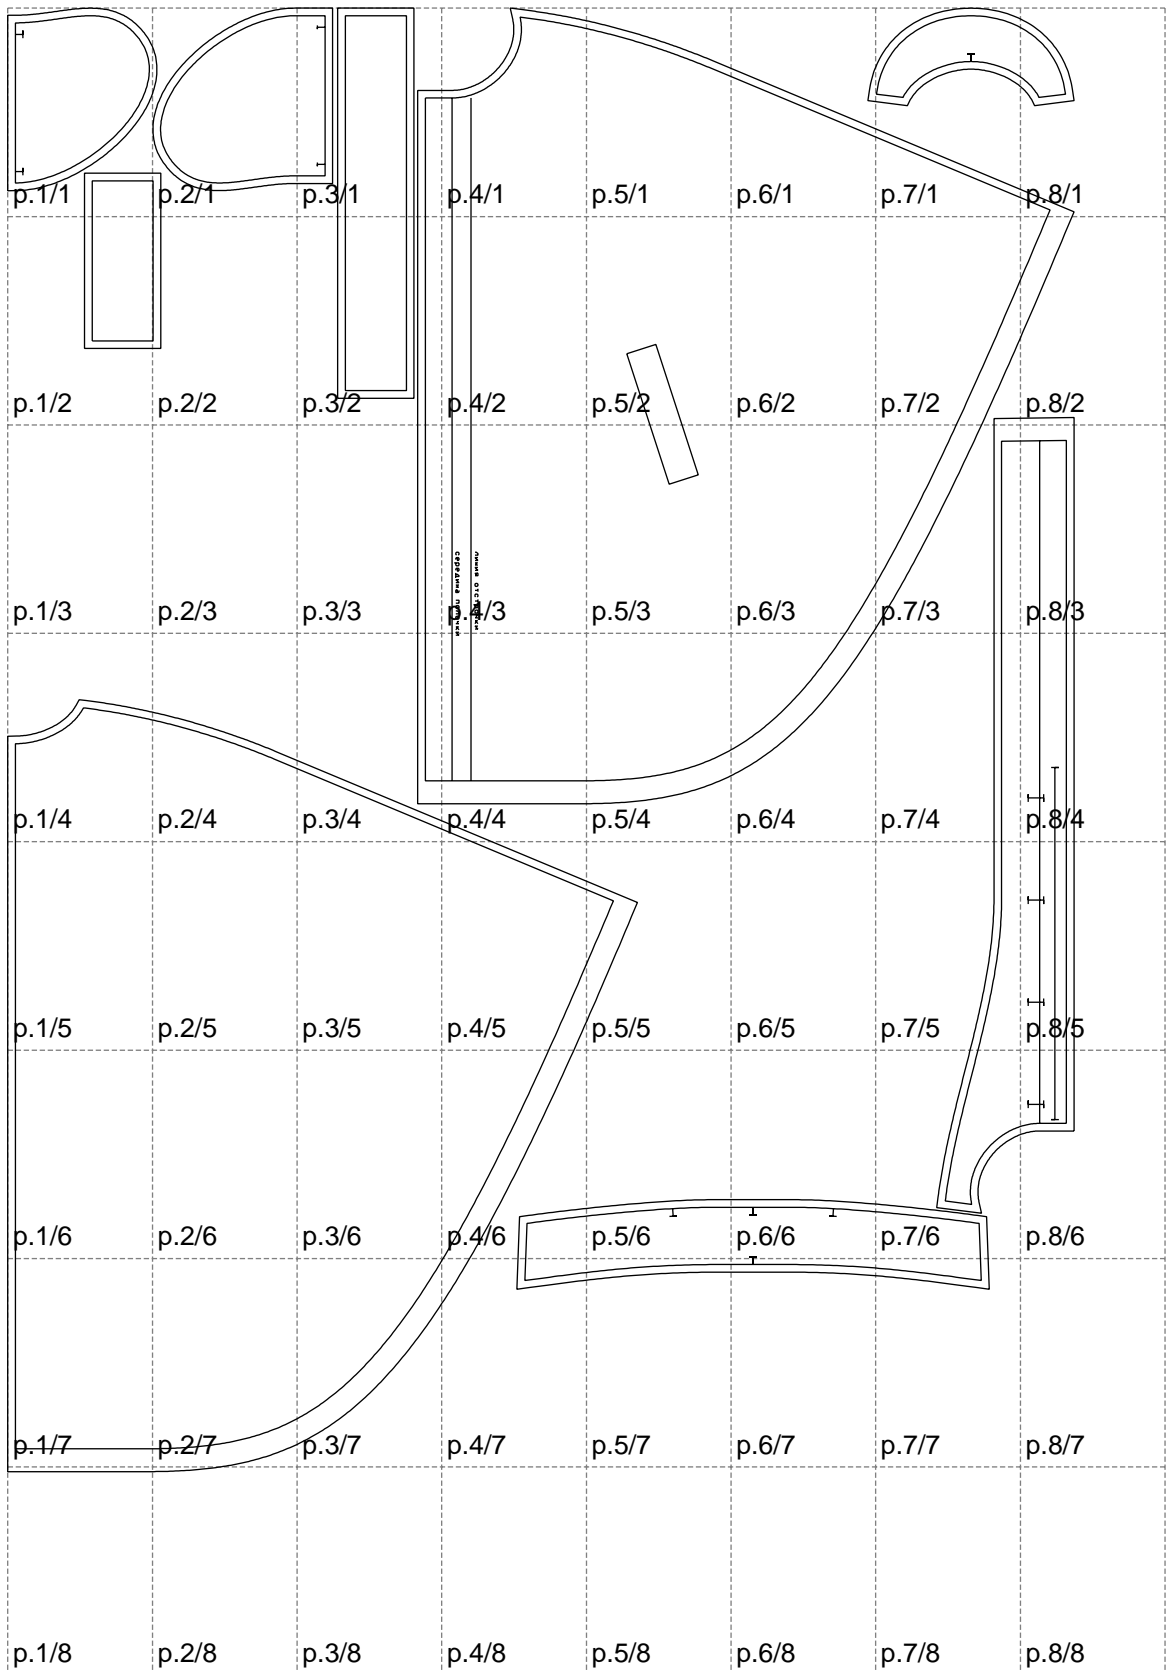 p.1/1 p.2/1 p.3/1 p.4/1 p.5/1 p.6/1 p.7/1 p.8/1
p.1/2 p.2/2 p.3/2 p.4/2 p.5/2 p.6/2 p.7/2 p.8/2
середина полочки
линия отстрочки
p.1/3 p.2/3 p.3/3 p.4/3 p.5/3 p.6/3 p.7/3 p.8/3
p.1/4 p.2/4 p.3/4 p.4/4 p.5/4 p.6/4 p.7/4 p.8/4
p.1/5 p.2/5 p.3/5 p.4/5 p.5/5 p.6/5 p.7/5 p.8/5
p.1/6 p.2/6 p.3/6 p.4/6 p.5/6 p.6/6 p.7/6 p.8/6
p.1/7 p.2/7 p.3/7 p.4/7 p.5/7 p.6/7 p.7/7 p.8/7
p.1/8 p.2/8 p.3/8 p.4/8 p.5/8 p.6/8 p.7/8 p.8/8